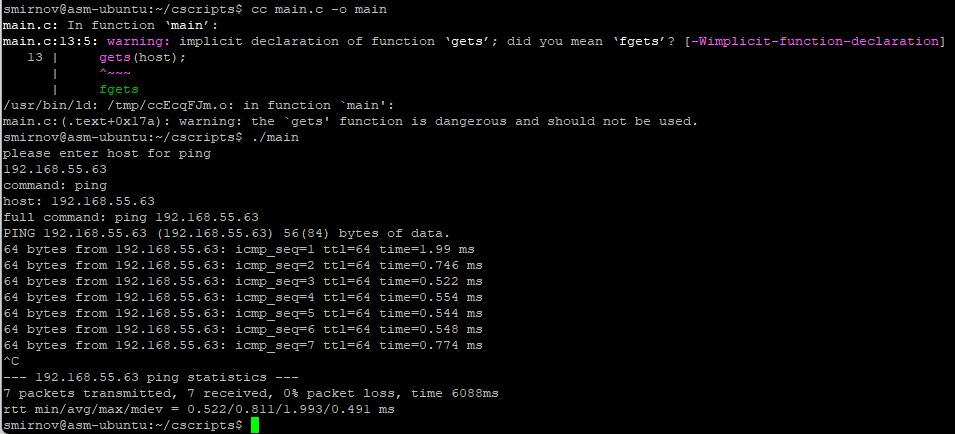 smirnov@asm-ubuntu:~/cscripts$ cc main.c -o main
main.c: In function ‘main’:
main.c:13:5: warning: implicit declaration of function ‘gets’; did you mean ‘fgets’? [-Wimplicit-function-declaration]
   13 |     gets(host);
      |     ^~~~
      |     fgets
/usr/bin/ld: /tmp/ccEcqFJm.o: in function `main':
main.c:(.text+0x17a): warning: the `gets' function is dangerous and should not be used.
smirnov@asm-ubuntu:~/cscripts$ ./main
please enter host for ping
192.168.55.63
command: ping
host: 192.168.55.63
full command: ping 192.168.55.63
PING 192.168.55.63 (192.168.55.63) 56(84) bytes of data.
64 bytes from 192.168.55.63: icmp_seq=1 ttl=64 time=1.99 ms
64 bytes from 192.168.55.63: icmp_seq=2 ttl=64 time=0.746 ms
64 bytes from 192.168.55.63: icmp_seq=3 ttl=64 time=0.522 ms
64 bytes from 192.168.55.63: icmp_seq=4 ttl=64 time=0.554 ms
64 bytes from 192.168.55.63: icmp_seq=5 ttl=64 time=0.544 ms
64 bytes from 192.168.55.63: icmp_seq=6 ttl=64 time=0.548 ms
64 bytes from 192.168.55.63: icmp_seq=7 ttl=64 time=0.774 ms
^C
--- 192.168.55.63 ping statistics ---
7 packets transmitted, 7 received, 0% packet loss, time 6088ms
rtt min/avg/max/mdev = 0.522/0.811/1.993/0.491 ms
smirnov@asm-ubuntu:~/cscripts$